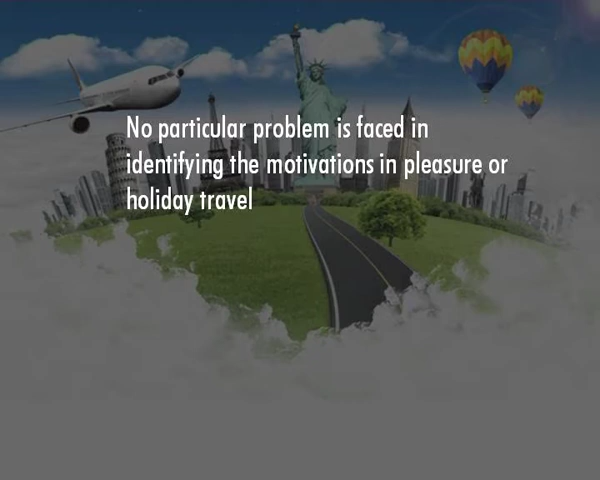 No particular problem is faced in
identifying the motivations in pleasure or
holiday travel